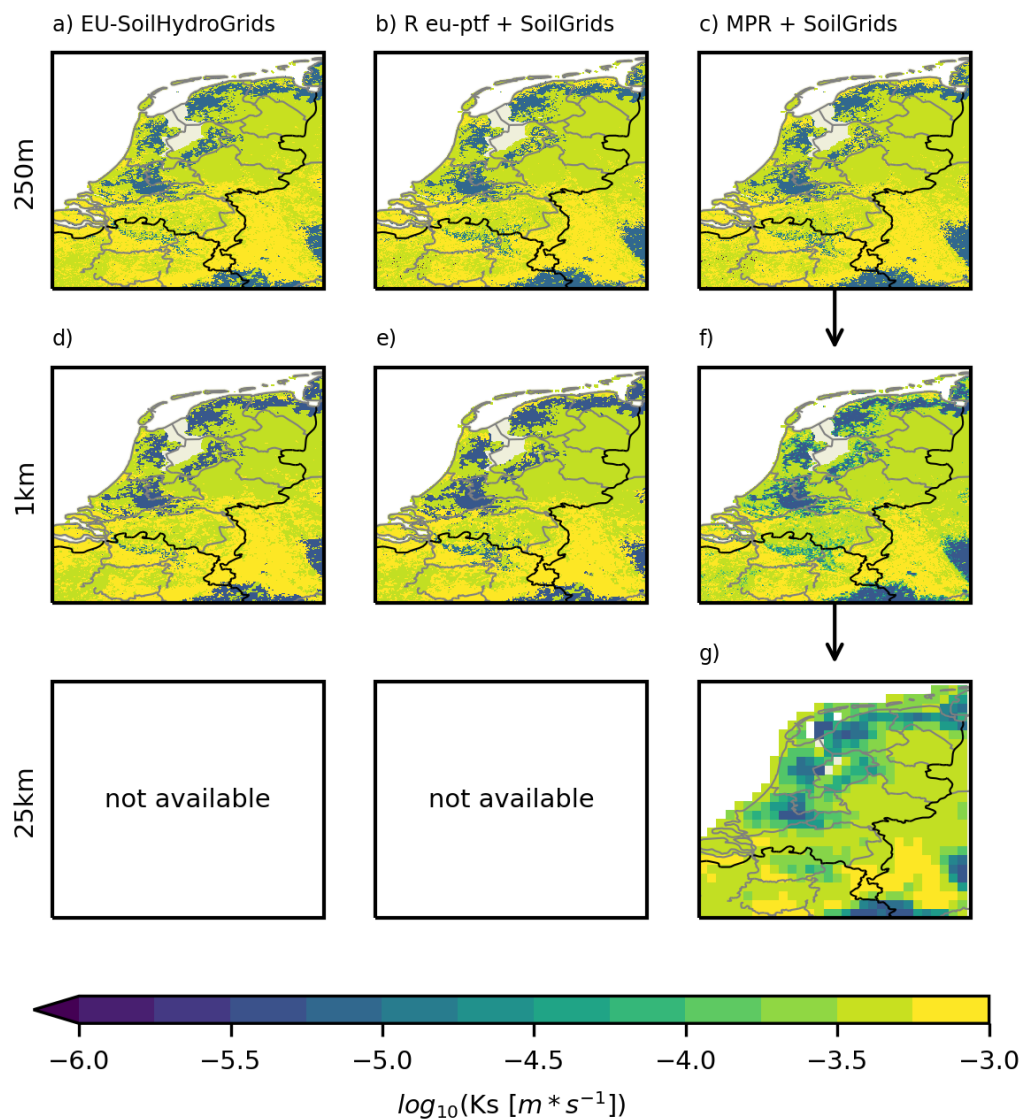 a) EU-SoilHydroGrids
b) R eu-ptf + SoilGrids
c) MPR + SoilGrids
250m
d)
e)
f)
1km
g)
25km
not available
not available
−6.0 −5.5 −5.0 −4.5 −4.0 −3.5 −3.0
log₁₀(Ks [m * s⁻¹])